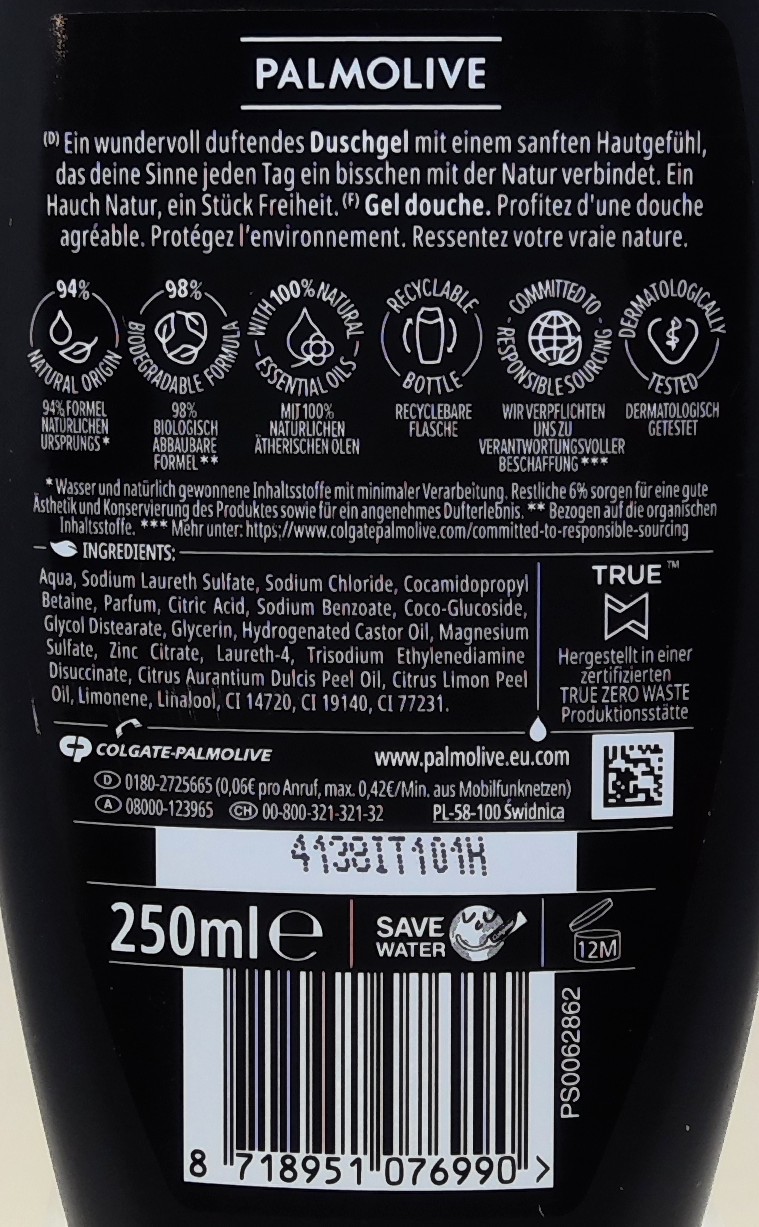 PALMOLIVE
(D) Ein wundervoll duftendes Duschgel mit einem sanften Hautgefühl,
das deine Sinne jeden Tag ein bisschen mit der Natur verbindet. Ein
Hauch Natur, ein Stück Freiheit. (F) Gel douche. Profitez d'une douche
agréable. Protégez l'environnement. Ressentez votre vraie nature.
94%
NATURAL ORIGIN
94% FORMEL
NATÜRLICHEN
URSPRUNGS*
98%
BIODEGRADABLE FORMULA
98%
BIOLOGISCH
ABBAUBARE
FORMEL**
WITH 100% NATURAL
ESSENTIAL OILS
MIT 100%
NATÜRLICHEN
ÄTHERISCHEN ÖLEN
RECYCLABLE
BOTTLE
RECYCLEBARE
FLASCHE
COMMITTED TO
RESPONSIBLE SOURCING
WIR VERPFLICHTEN
UNS ZU
VERANTWORTUNGSVOLLER
BESCHAFFUNG***
DERMATOLOGICALLY
TESTED
DERMATOLOGISCH
GETESTET
*Wasser und natürlich gewonnene Inhaltsstoffe mit minimaler Verarbeitung. Restliche 6% sorgen für eine gute
Ästhetik und Konservierung des Produktes sowie für ein angenehmes Dufterlebnis. ** Bezogen auf die organischen
Inhaltsstoffe. *** Mehr unter: https://www.colgatepalmolive.com/committed-to-responsible-sourcing
INGREDIENTS:
Aqua, Sodium Laureth Sulfate, Sodium Chloride, Cocamidopropyl
Betaine, Parfum, Citric Acid, Sodium Benzoate, Coco-Glucoside,
Glycol Distearate, Glycerin, Hydrogenated Castor Oil, Magnesium
Sulfate, Zinc Citrate, Laureth-4, Trisodium Ethylenediamine
Disuccinate, Citrus Aurantium Dulcis Peel Oil, Citrus Limon Peel
Oil, Limonene, Linalool, CI 14720, CI 19140, CI 77231.
TRUE™
Hergestellt in einer
zertifizierten
TRUE ZERO WASTE
Produktionsstätte
CP COLGATE-PALMOLIVE
www.palmolive.eu.com
(D) 0180-2725665 (0,06€ pro Anruf, max. 0,42€/Min. aus Mobilfunknetzen)
(A) 08000-123965 (CH) 00-800-321-321-32 PL-58-100 Świdnica
4138IT101H
250ml e
SAVE
WATER
12M
PS0062862
8 718951 076990 >